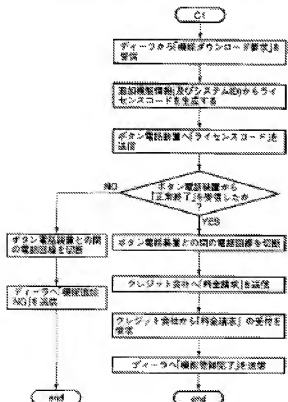 C1
ディーラから「機能ダウンロード要求」を
受信
追加機能情報(及びシステムID)からライ
センスコードを生成する
ボタン電話装置へ「ライセンスコード」を
送信
ボタン電話装置から
「正常終了」を受信したか
?
NO
YES
ボタン電話装置との間
の電話回線を切断
ボタン電話装置との間の電話回線を切断
ディーラへ「機能追加
NG」を送信
クレジット会社へ「料金請求」を送信
クレジット会社から「料金請求」の受付を
受信
ディーラへ「機能登録完了」を送信
end
end